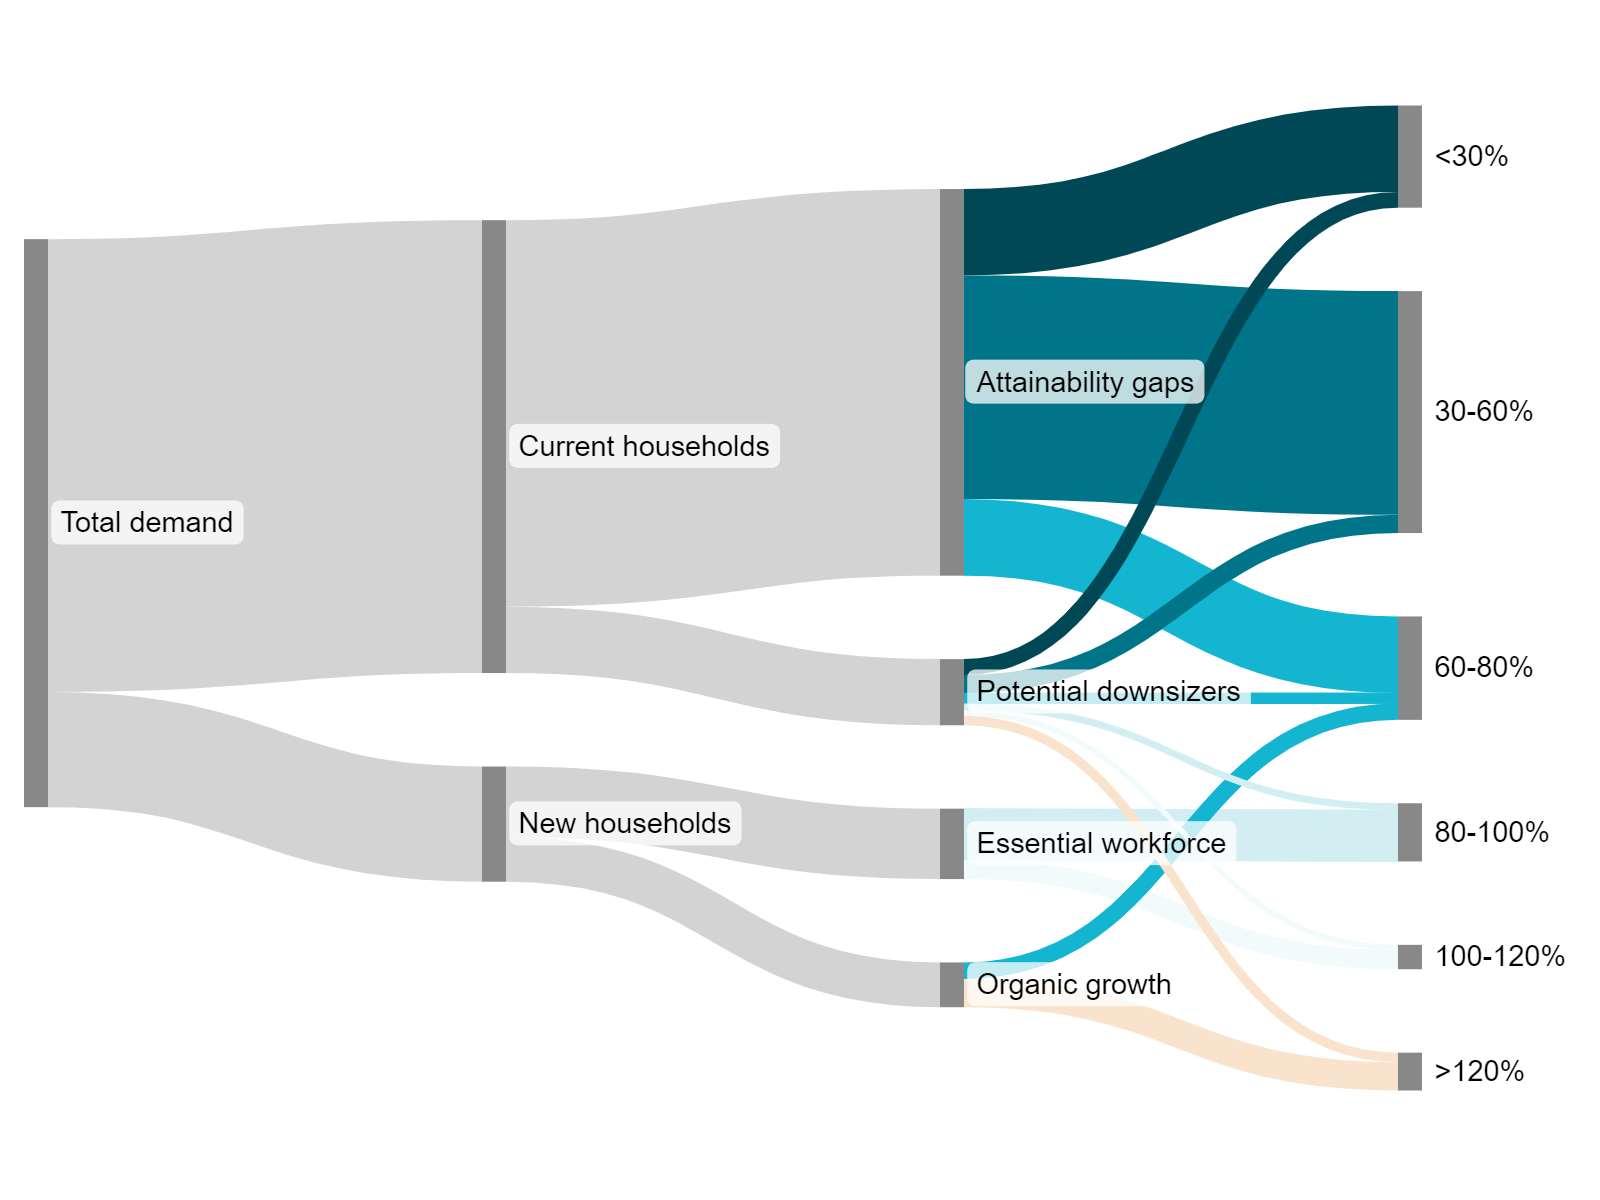 Total demand
Current households
New households
Attainability gaps
Potential downsizers
Essential workforce
Organic growth
<30%
30-60%
60-80%
80-100%
100-120%
>120%